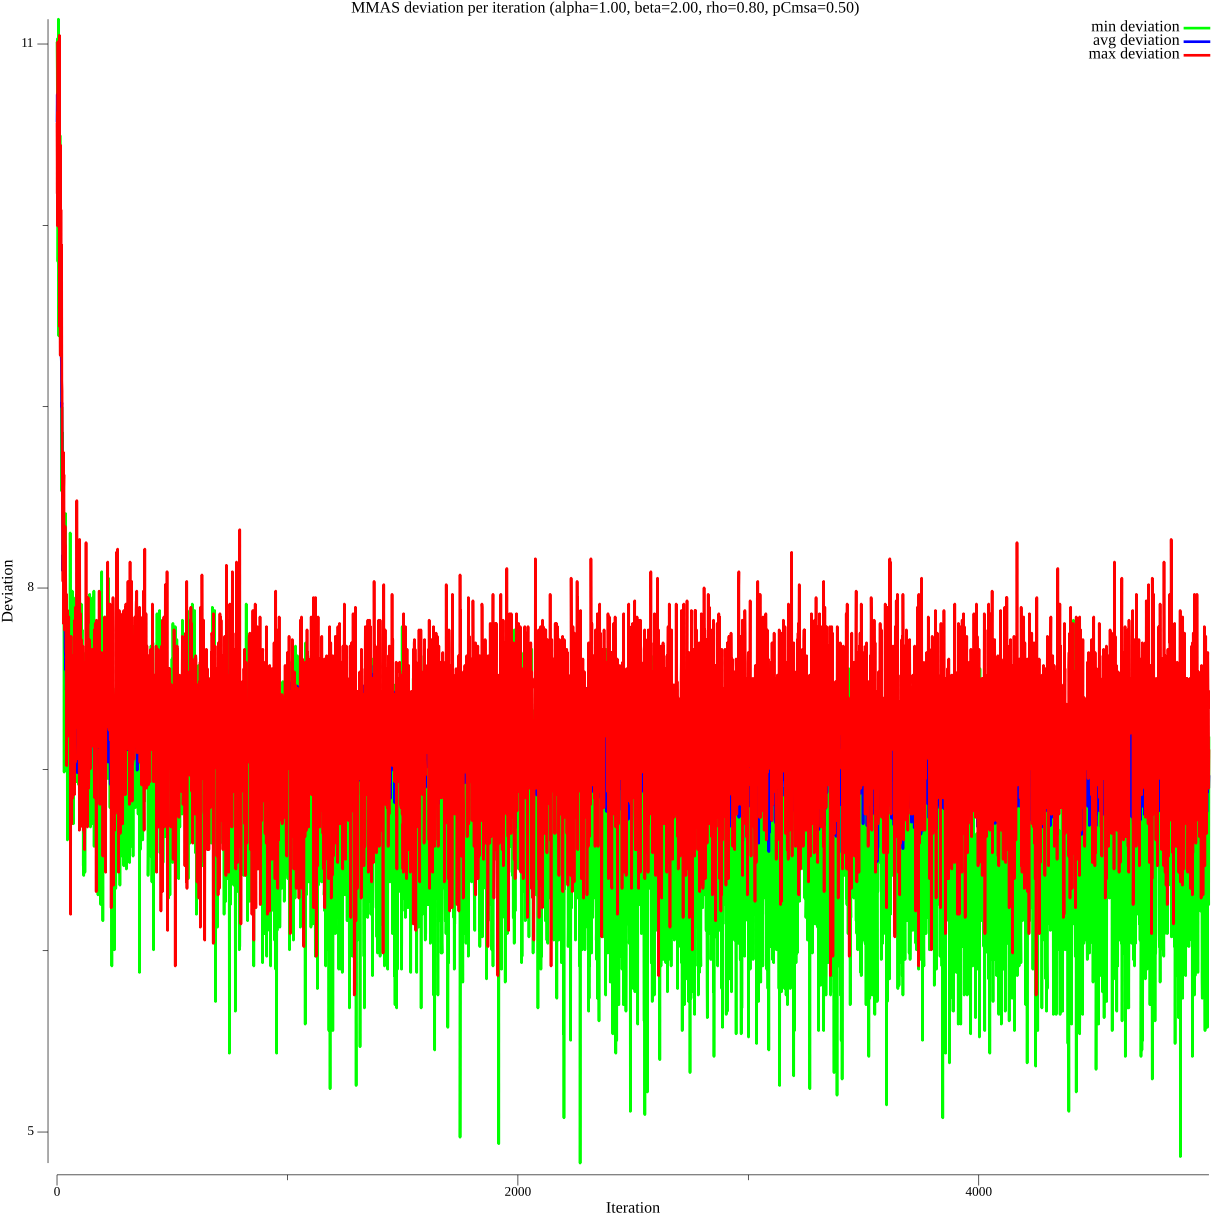 MMAS deviation per iteration (alpha=1.00, beta=2.00, rho=0.80, pCmsa=0.50)
min deviation
avg deviation
max deviation
11
8
5
Deviation
0
2000
4000
Iteration